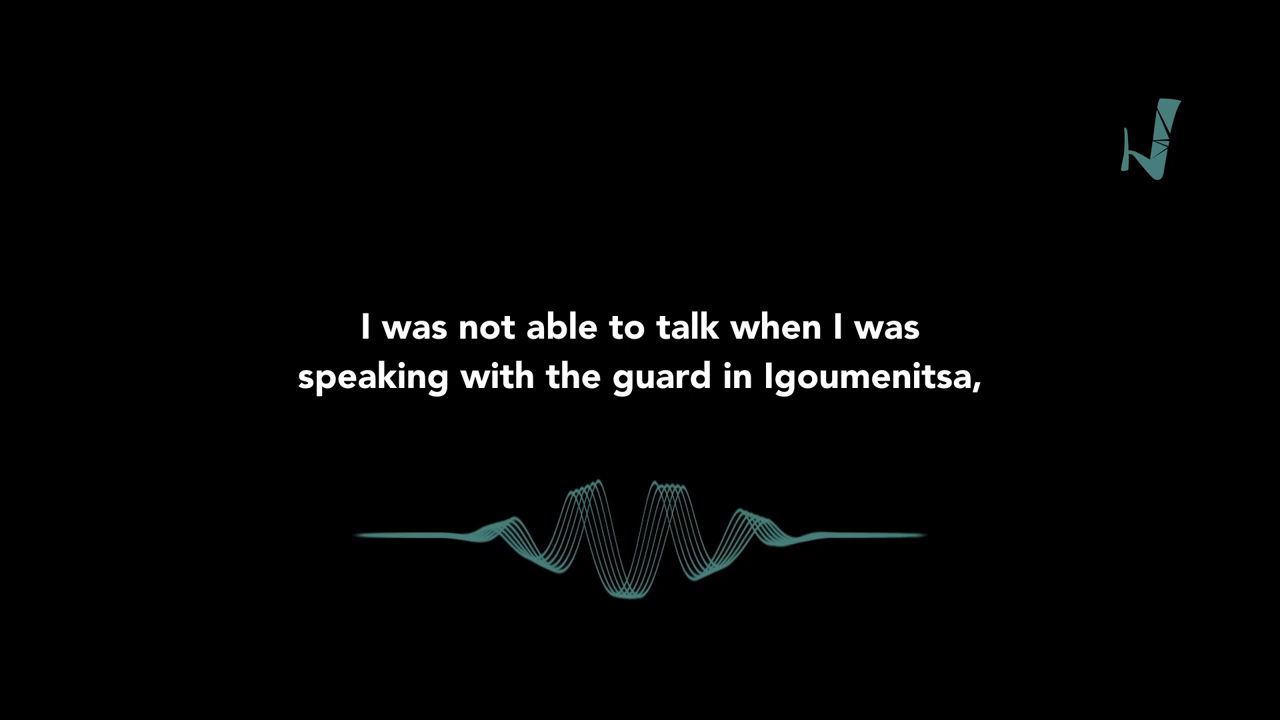 I was not able to talk when I was
speaking with the guard in Igoumenitsa,